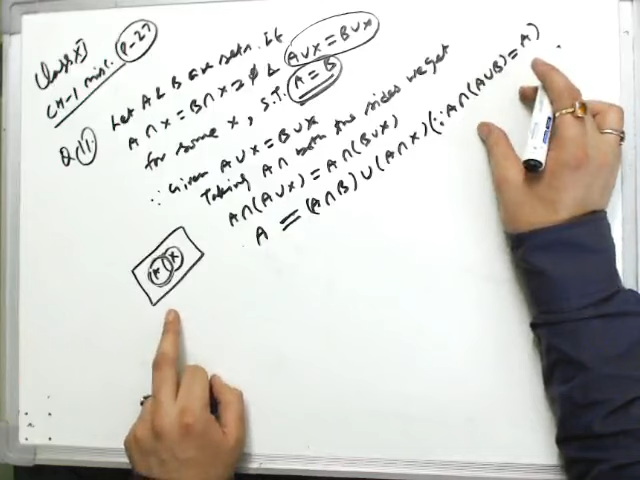 Class XI
CH-1 misc. P-27
Q 11. Let A & B are sets. If A∪X = B∪X
A∩X = B∩X = ϕ &
for some X, S.T. A = B
∵ Given A∪X = B∪X
Taking A∩ both the sides we get
A∩(A∪X) = A∩(B∪X)
A = (A∩B)∪(A∩X) (∵ A∩(A∪B) = A)
A X